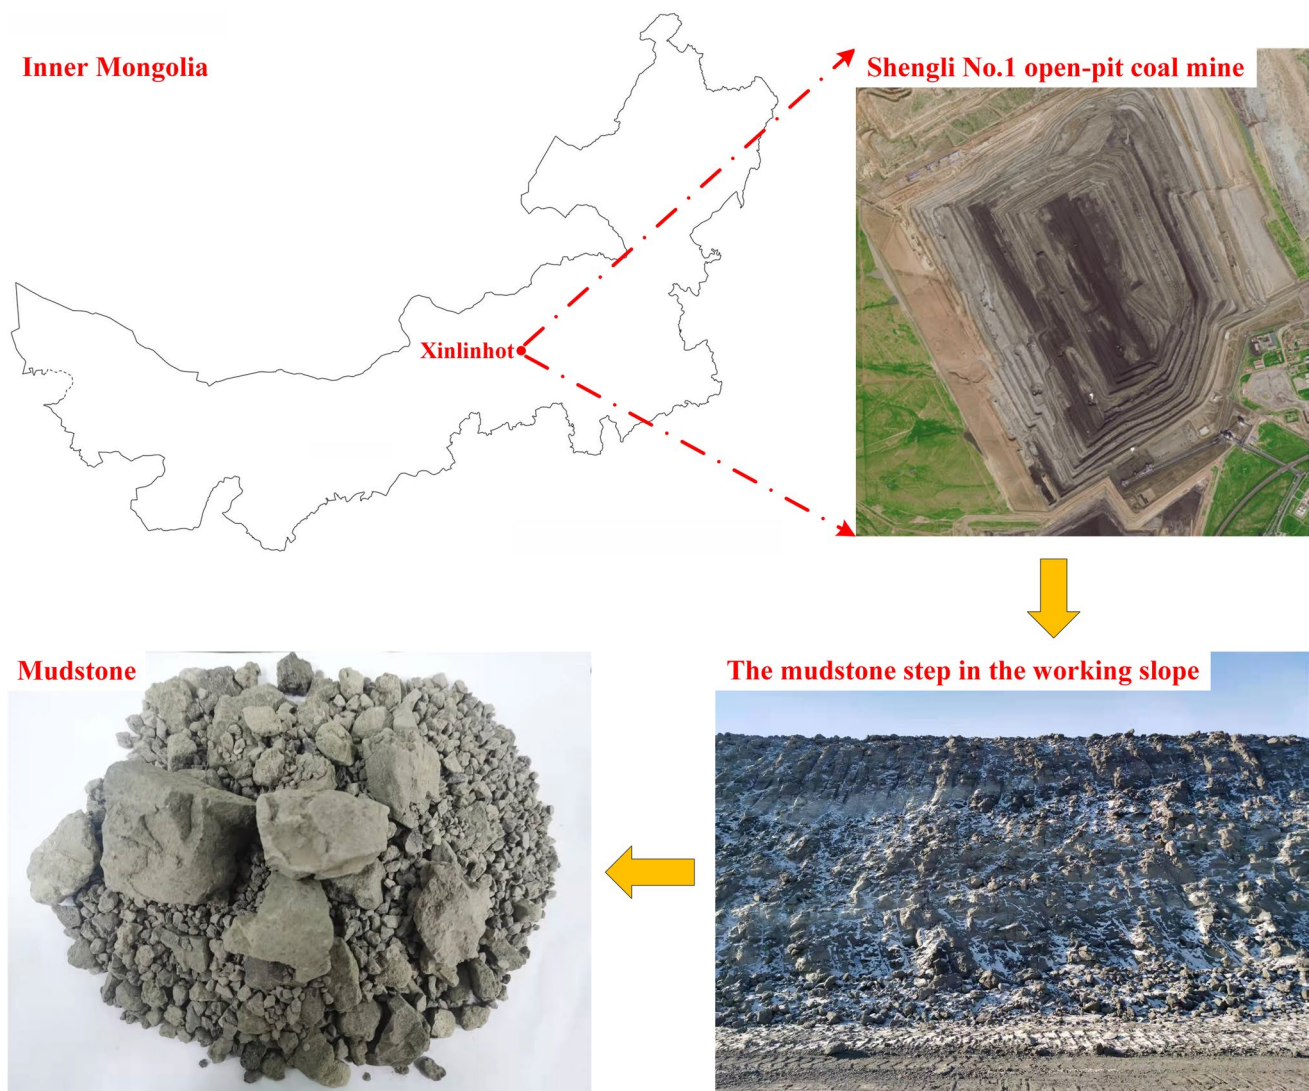 Inner Mongolia
Shengli No.1 open-pit coal mine
Xinlinhot
Mudstone
The mudstone step in the working slope